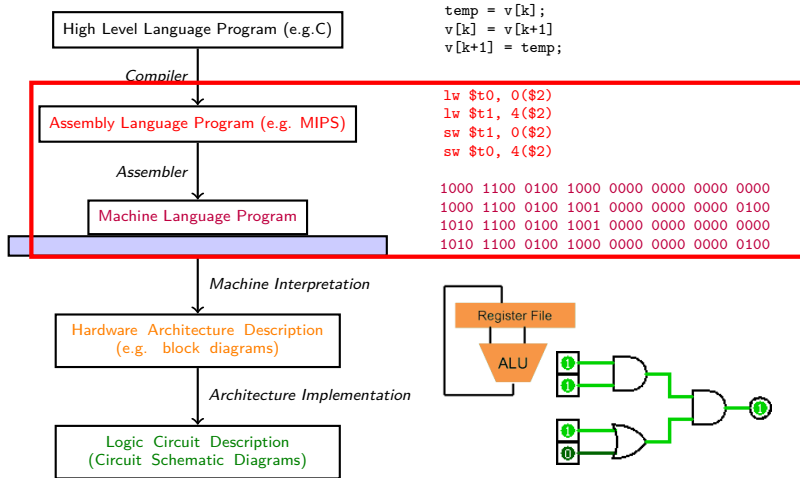 High Level Language Program (e.g.C)
temp = v[k];
v[k] = v[k+1]
v[k+1] = temp;
Compiler
Assembly Language Program (e.g. MIPS)
lw $t0, 0($2)
lw $t1, 4($2)
sw $t1, 0($2)
sw $t0, 4($2)
Assembler
Machine Language Program
1000 1100 0100 1000 0000 0000 0000 0000
1000 1100 0100 1001 0000 0000 0000 0100
1010 1100 0100 1001 0000 0000 0000 0000
1010 1100 0100 1000 0000 0000 0000 0100
Machine Interpretation
Hardware Architecture Description
(e.g. block diagrams)
Register File
ALU
Architecture Implementation
Logic Circuit Description
(Circuit Schematic Diagrams)
1
1
1
1
0